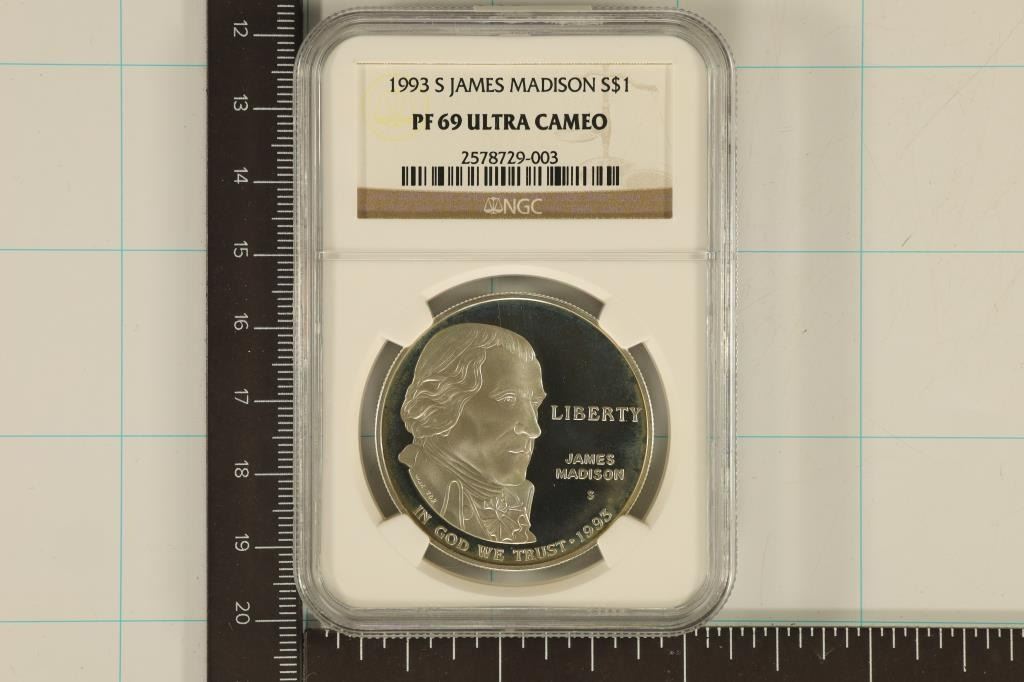 1993 S JAMES MADISON S$1
PF 69 ULTRA CAMEO
2578729-003
NGC
LIBERTY
JAMES
MADISON
S
IN GOD WE TRUST • 1993
12
13
14
15
16
17
18
19
20